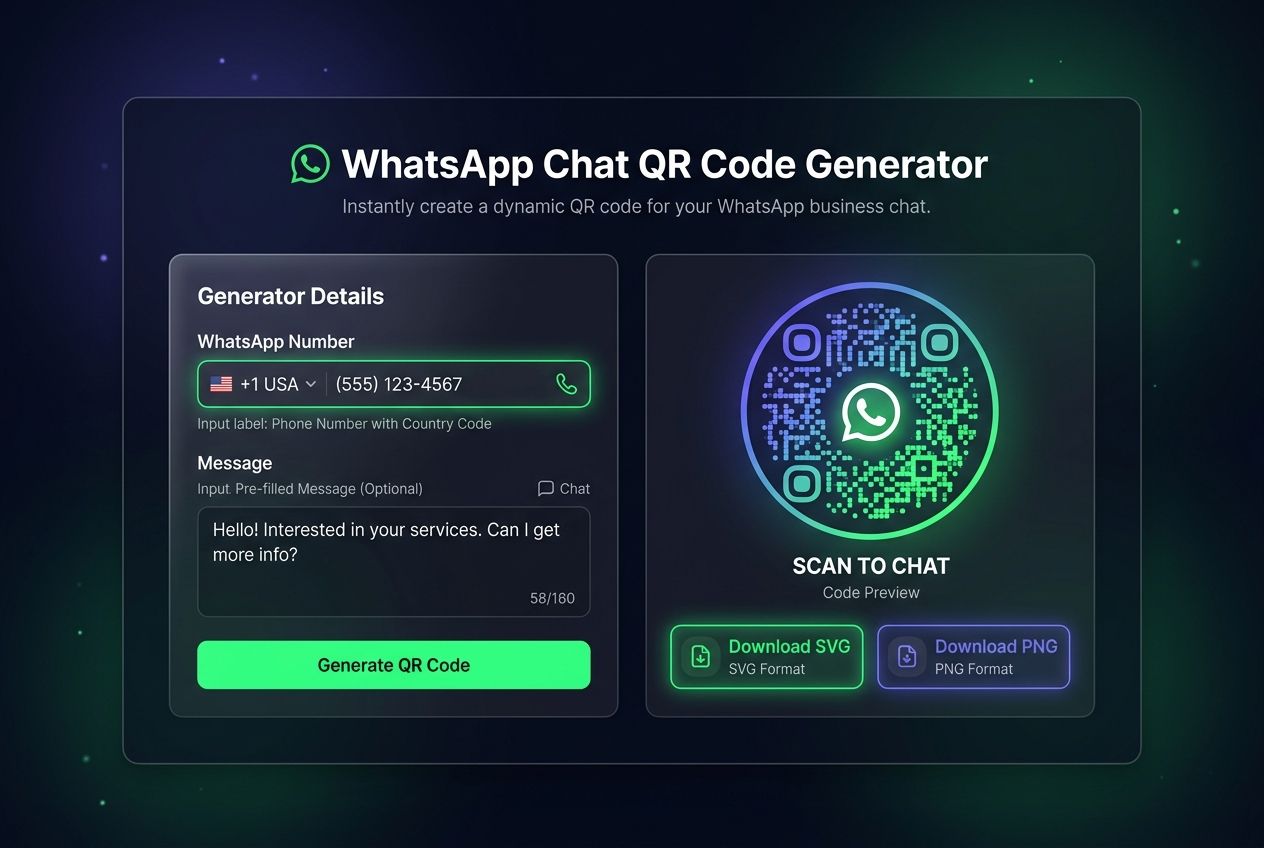 WhatsApp Chat QR Code Generator
Instantly create a dynamic QR code for your WhatsApp business chat.
Generator Details
WhatsApp Number
+1 USA (555) 123-4567
Input label: Phone Number with Country Code
Message
Input Pre-filled Message (Optional) Chat
Hello! Interested in your services. Can I get
more info?
58/160
Generate QR Code
SCAN TO CHAT
Code Preview
Download SVG
SVG Format
Download PNG
PNG Format